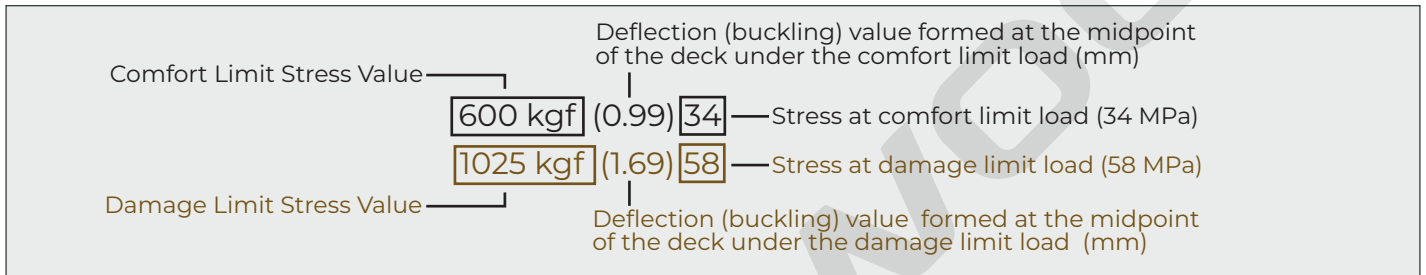 Deflection (buckling) value formed at the midpoint
of the deck under the comfort limit load (mm)
Comfort Limit Stress Value
600 kgf (0.99) 34 Stress at comfort limit load (34 MPa)
1025 kgf (1.69) 58 Stress at damage limit load (58 MPa)
Damage Limit Stress Value
Deflection (buckling) value formed at the midpoint
of the deck under the damage limit load (mm)